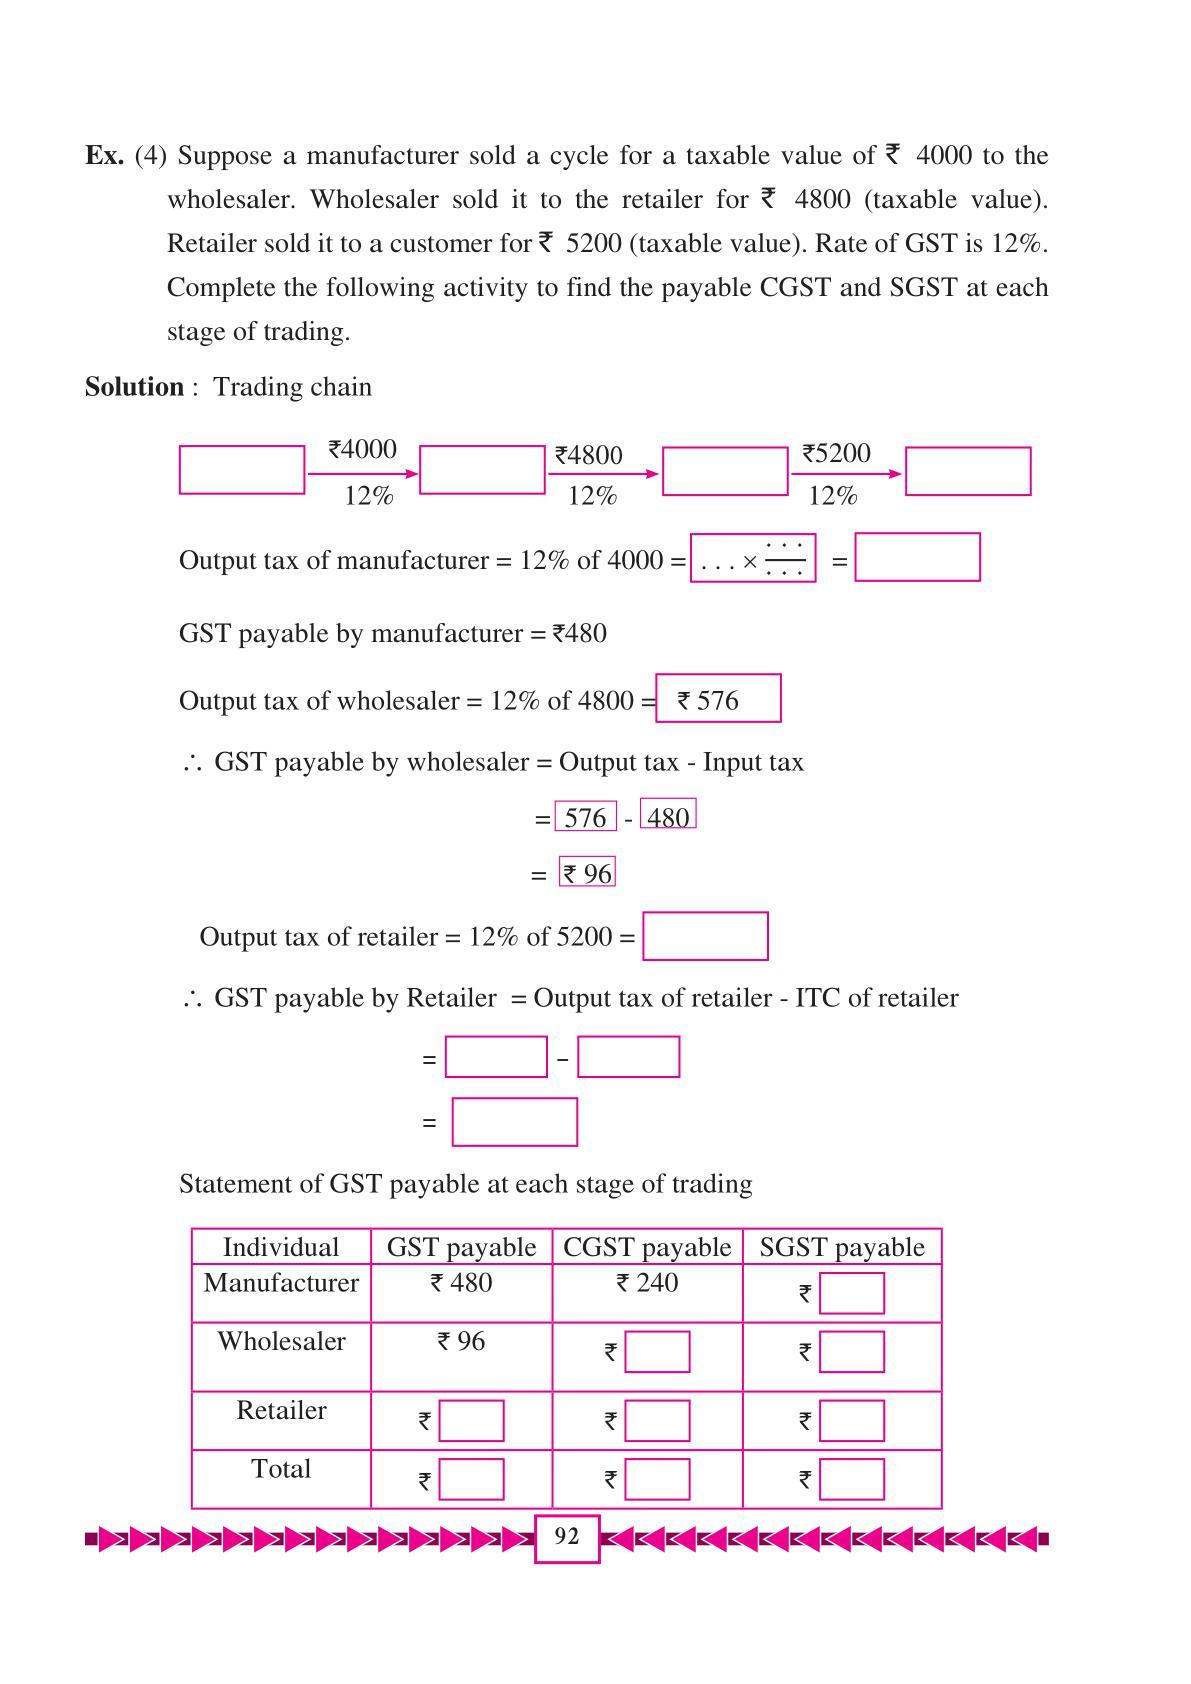 Ex. (4) Suppose a manufacturer sold a cycle for a taxable value of ₹ 4000 to the
wholesaler. Wholesaler sold it to the retailer for ₹ 4800 (taxable value).
Retailer sold it to a customer for ₹ 5200 (taxable value). Rate of GST is 12%.
Complete the following activity to find the payable CGST and SGST at each
stage of trading.
Solution : Trading chain
₹4000 ₹4800 ₹5200
12% 12% 12%
Output tax of manufacturer = 12% of 4000 = . . . × . . . / . . . =
GST payable by manufacturer = ₹480
Output tax of wholesaler = 12% of 4800 = ₹ 576
∴ GST payable by wholesaler = Output tax - Input tax
= 576 - 480
= ₹ 96
Output tax of retailer = 12% of 5200 =
∴ GST payable by Retailer = Output tax of retailer - ITC of retailer
= –
=
Statement of GST payable at each stage of trading
Individual GST payable CGST payable SGST payable
Manufacturer ₹ 480 ₹ 240 ₹
Wholesaler ₹ 96 ₹ ₹
Retailer ₹ ₹ ₹
Total ₹ ₹ ₹
92